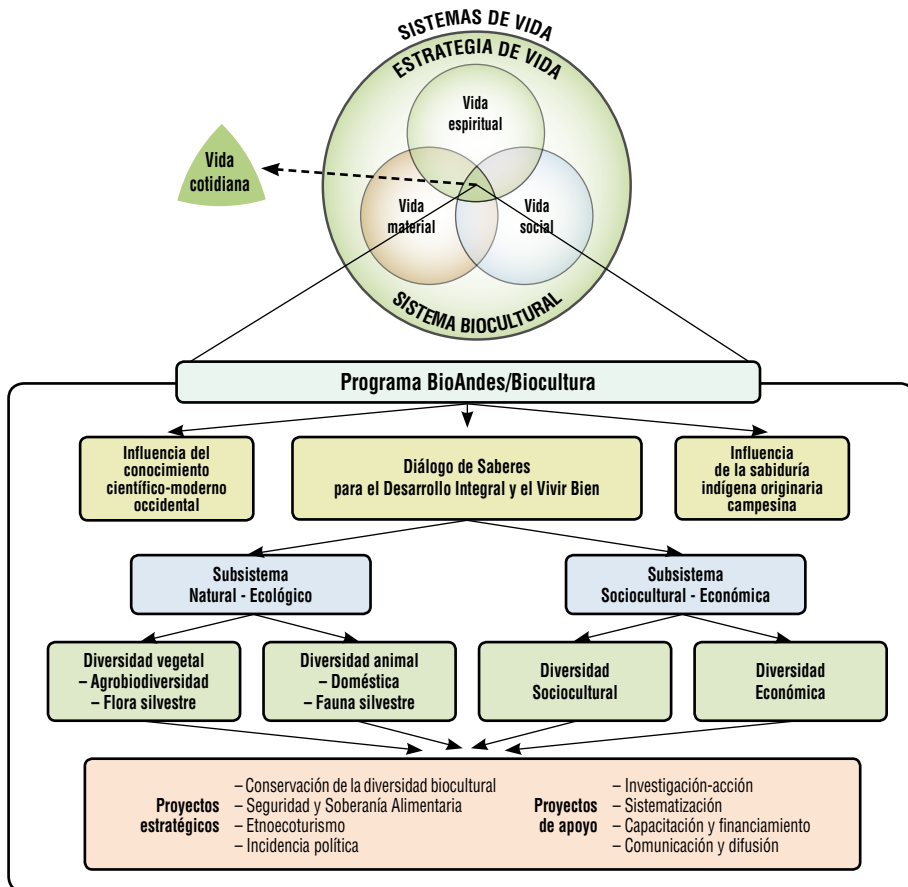 SISTEMAS DE VIDA
ESTRATEGIA DE VIDA
Vida
espiritual
Vida
cotidiana
Vida
material
Vida
social
SISTEMA BIOCULTURAL
Programa BioAndes/Biocultura
Influencia del
conocimiento
científico-moderno
occidental
Diálogo de Saberes
para el Desarrollo Integral y el Vivir Bien
Influencia
de la sabiduría
indígena originaria
campesina
Subsistema
Natural - Ecológico
Subsistema
Sociocultural - Económica
Diversidad vegetal
– Agrobiodiversidad
– Flora silvestre
Diversidad animal
– Doméstica
– Fauna silvestre
Diversidad
Sociocultural
Diversidad
Económica
Proyectos
estratégicos
– Conservación de la diversidad biocultural
– Seguridad y Soberanía Alimentaria
– Etnoecoturismo
– Incidencia política
Proyectos
de apoyo
– Investigación-acción
– Sistematización
– Capacitación y financiamiento
– Comunicación y difusión